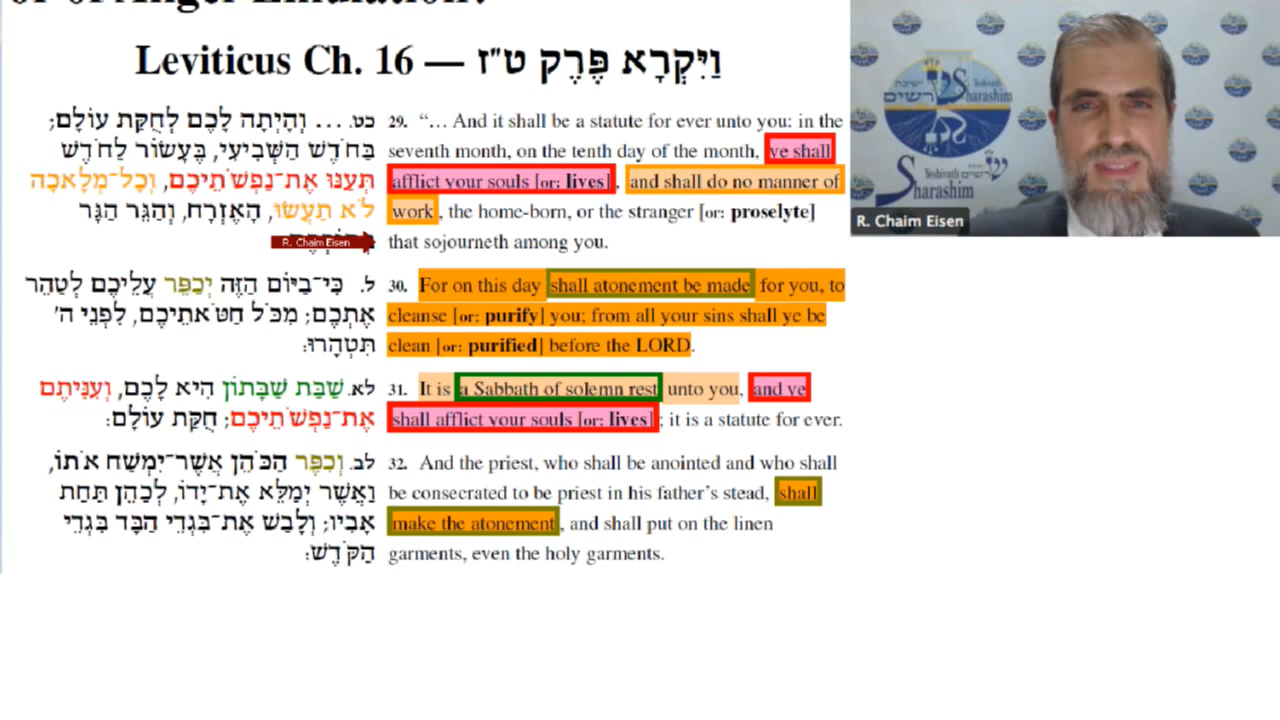 Leviticus Ch. 16 — וַיִּקְרָא פֶּרֶק ט"ז
כט. ... וְהָיְתָה לָכֶם לְחֻקַּת עוֹלָם;
בַּחֹדֶשׁ הַשְּׁבִיעִי, בֶּעָשׂוֹר לַחֹדֶשׁ
תְּעַנּוּ אֶת־נַפְשֹׁתֵיכֶם, וְכָל־מְלָאכָה
לֹא תַעֲשׂוּ, הָאֶזְרָח, וְהַגֵּר הַגָּר
29. “… And it shall be a statute for ever unto you: in the
seventh month, on the tenth day of the month, ye shall
afflict your souls [or: lives], and shall do no manner of
work, the home-born, or the stranger [or: proselyte]
that sojourneth among you.
ל. כִּי־בַיּוֹם הַזֶּה יְכַפֵּר עֲלֵיכֶם לְטַהֵר
אֶתְכֶם; מִכֹּל חַטֹּאתֵיכֶם, לִפְנֵי ה'
תִּטְהָרוּ:
30. For on this day shall atonement be made for you, to
cleanse [or: purify] you; from all your sins shall ye be
clean [or: purified] before the LORD.
לא. שַׁבַּת שַׁבָּתוֹן הִיא לָכֶם, וְעִנִּיתֶם
אֶת־נַפְשֹׁתֵיכֶם; חֻקַּת עוֹלָם:
31. It is a Sabbath of solemn rest unto you, and ye
shall afflict your souls [or: lives]; it is a statute for ever.
לב. וְכִפֶּר הַכֹּהֵן אֲשֶׁר־יִמְשַׁח אֹתוֹ,
וַאֲשֶׁר יְמַלֵּא אֶת־יָדוֹ, לְכַהֵן תַּחַת
אָבִיו; וְלָבַשׁ אֶת־בִּגְדֵי הַבָּד בִּגְדֵי
הַקֹּדֶשׁ:
32. And the priest, who shall be anointed and who shall
be consecrated to be priest in his father’s stead, shall
make the atonement, and shall put on the linen
garments, even the holy garments.
R. Chaim Eisen
Yeshivath
Sharashim
ישיבת
שרשים
Sharashim
R. Chaim Eisen